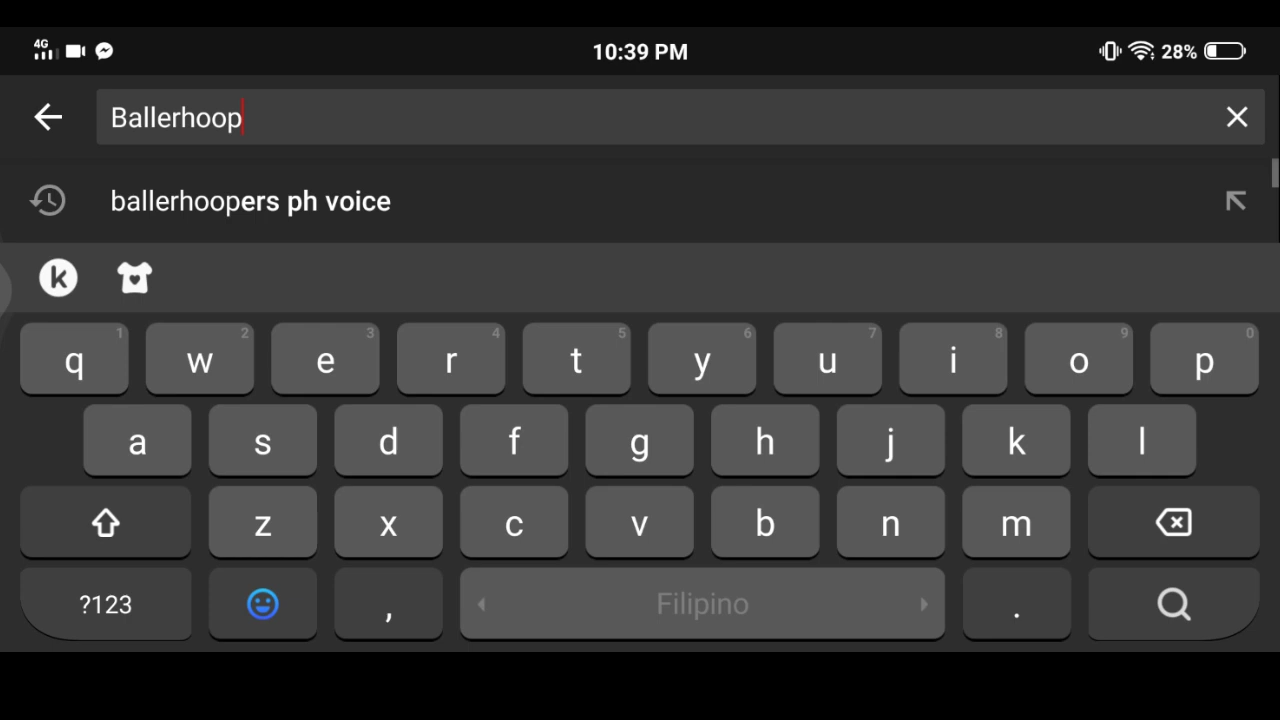 4G 10:39 PM 28%
Ballerhoop
ballerhoopers ph voice
k
q 1 w 2 e 3 r 4 t 5 y 6 u 7 i 8 o 9 p 0
a s d f g h j k l
z x c v b n m
?123 , Filipino .